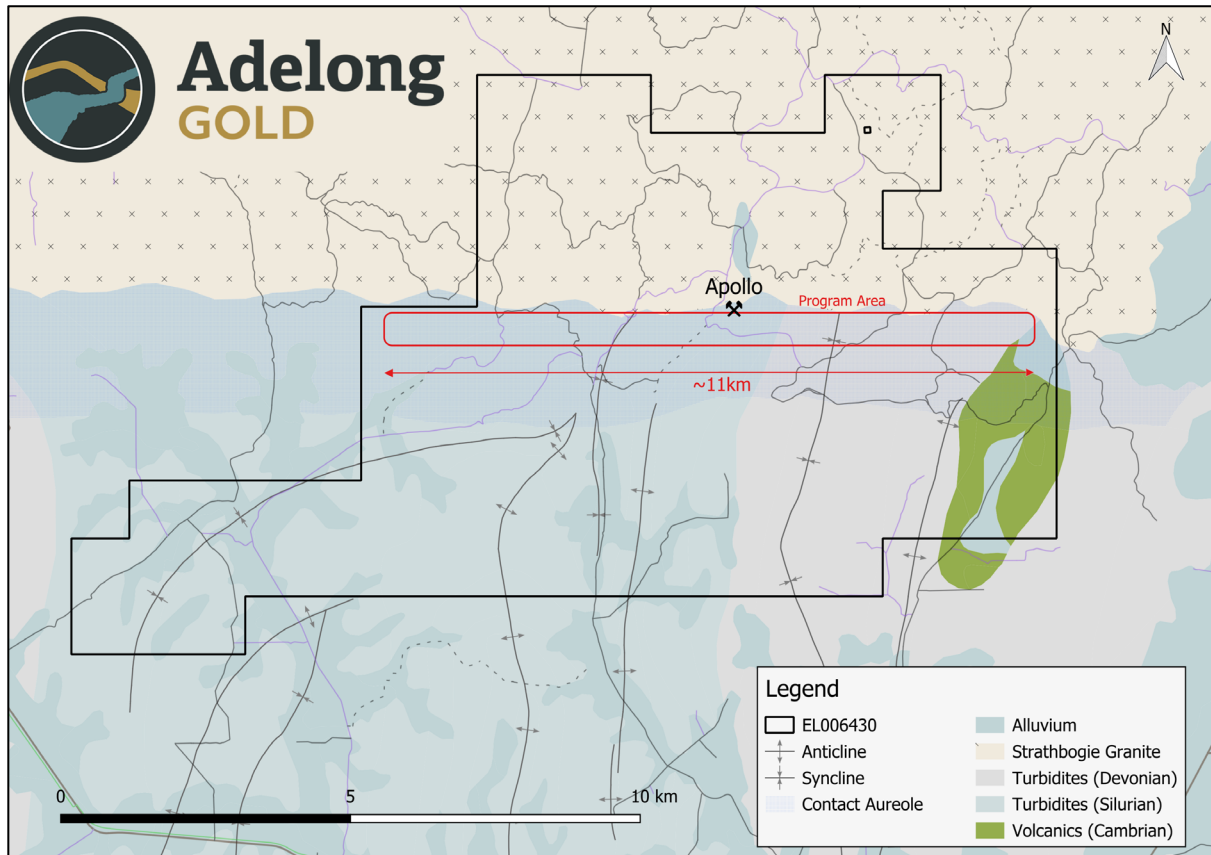 Adelong
GOLD
N
Apollo
Program Area
~11km
Legend
EL006430
Anticline
Syncline
Contact Aureole
Alluvium
Strathbogie Granite
Turbidites (Devonian)
Turbidites (Silurian)
Volcanics (Cambrian)
0 5 10 km